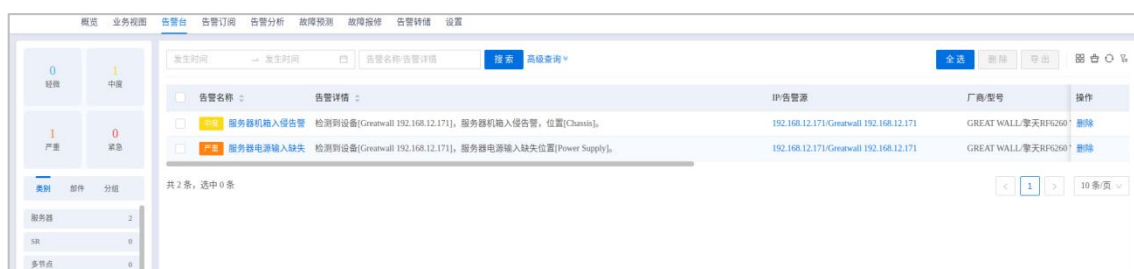 概览 业务视图 告警台 告警订阅 告警分析 故障预测 故障报修 告警转储 设置
0 1
轻微 中度
1 0
严重 紧急
类别 部件 分组
服务器 2
SR 0
多节点 0
发生时间 → 发生时间 告警名称/告警详情 搜索 高级查询 全选 删除 导出
告警名称 告警详情 IP/告警源 厂商/型号 操作
中度 服务器机箱入侵告警 检测到设备[Greatwall 192.168.12.171]，服务器机箱入侵告警，位置[Chassis]。 192.168.12.171/Greatwall 192.168.12.171 GREAT WALL/擎天RF6260 删除
严重 服务器电源输入缺失 检测到设备[Greatwall 192.168.12.171]，服务器电源输入缺失位置[Power Supply]。 192.168.12.171/Greatwall 192.168.12.171 GREAT WALL/擎天RF6260 删除
共 2 条，选中 0 条 < 1 > 10 条/页